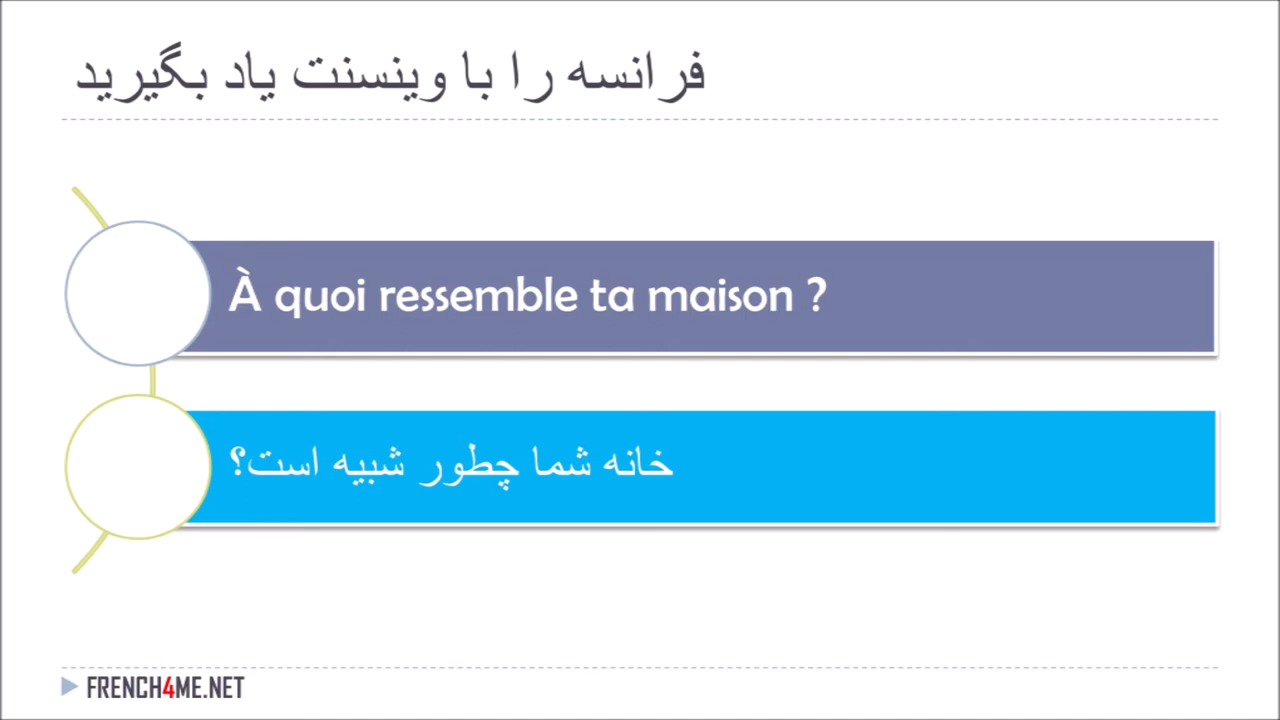 فرانسه را با وینسنت یاد بگیرید
À quoi ressemble ta maison ?
خانه شما چطور شبیه است؟
FRENCH4ME.NET